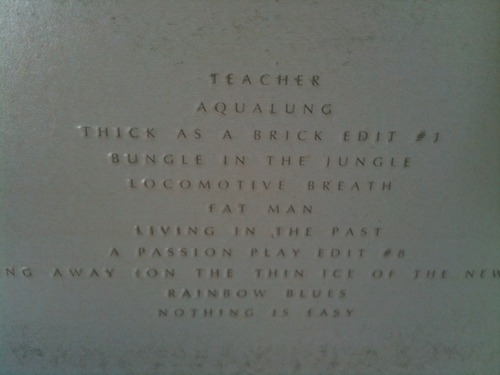 TEACHER
AQUALUNG
THICK AS A BRICK EDIT #1
BUNGLE IN THE JUNGLE
LOCOMOTIVE BREATH
FAT MAN
LIVING IN THE PAST
A PASSION PLAY EDIT #8
NG AWAY (ON THE THIN ICE OF THE NEW
RAINBOW BLUES
NOTHING IS EASY